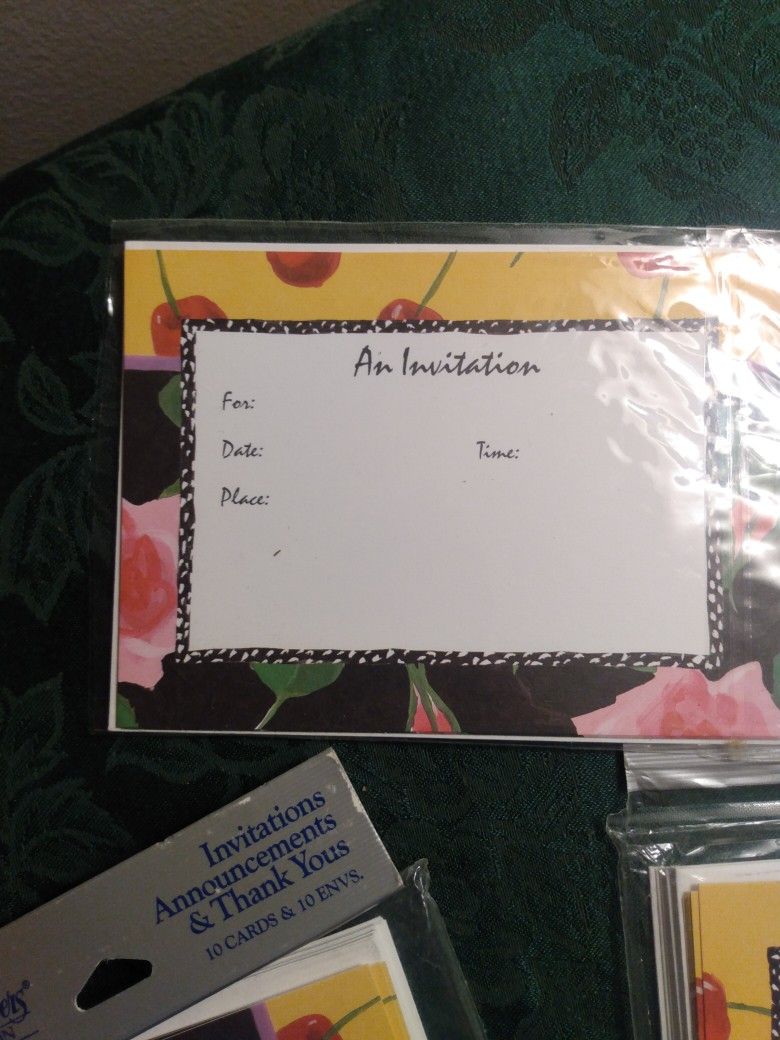 An Invitation
For:
Date: Time:
Place:
Invitations
Announcements
& Thank Yous
10 CARDS & 10 ENVS.